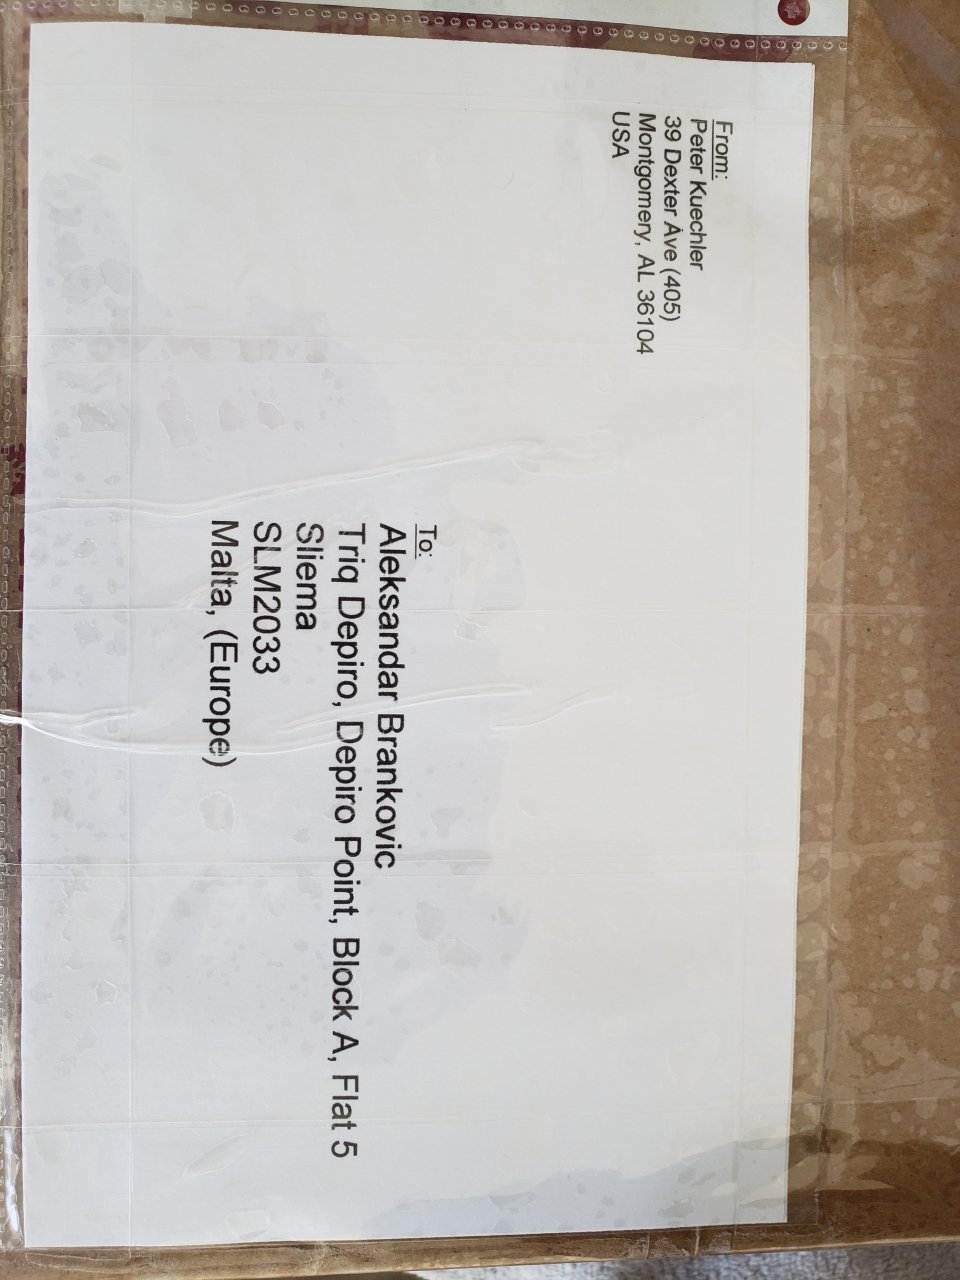 From:
Peter Kuechler
39 Dexter Ave (405)
Montgomery, AL 36104
USA
To:
Aleksandar Brankovic
Triq Depiro, Depiro Point, Block A, Flat 5
Sliema
SLM2033
Malta, (Europe)